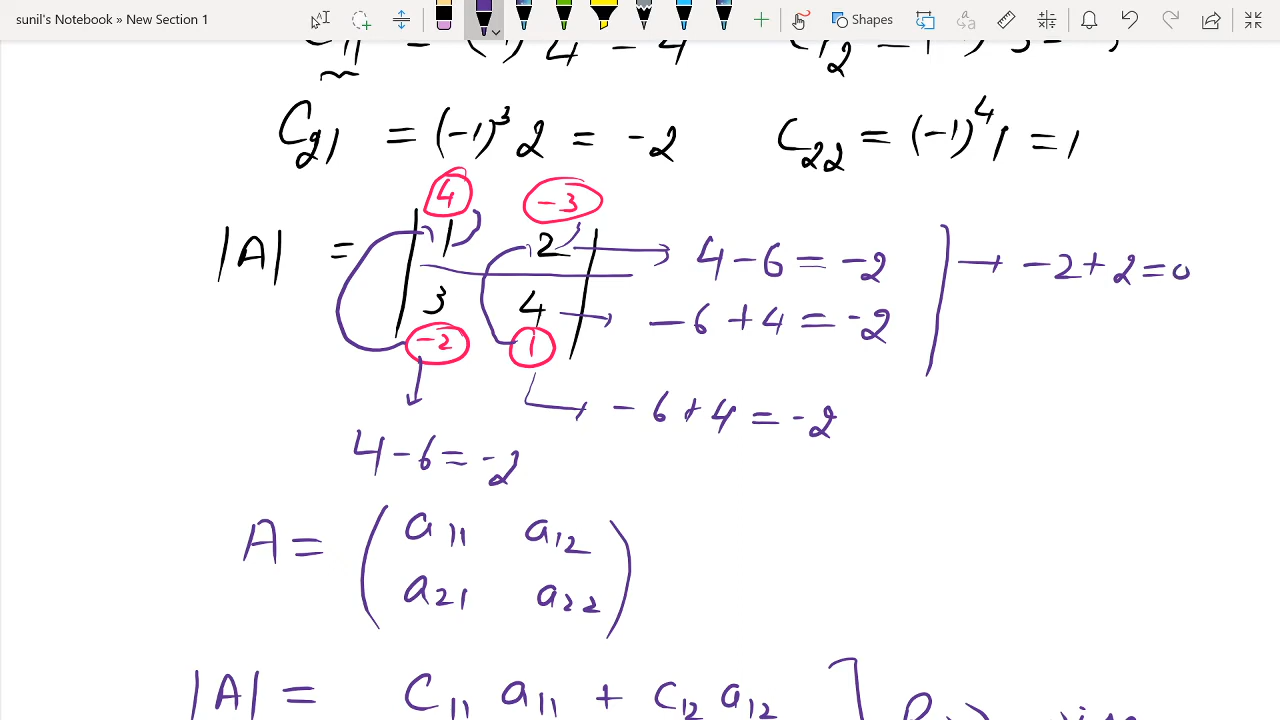 sunil's Notebook » New Section 1
Shapes
C21 = (-1)^3 2 = -2 C22 = (-1)^4 1 = 1
4 -3
|A| = | 1 2 | → 4 - 6 = -2 → -2 + 2 = 0
3 4 → -6 + 4 = -2
-2 1
→ -6 + 4 = -2
4 - 6 = -2
A = ( a11 a12
a21 a22 )
|A| = C11 a11 + C12 a12 ]